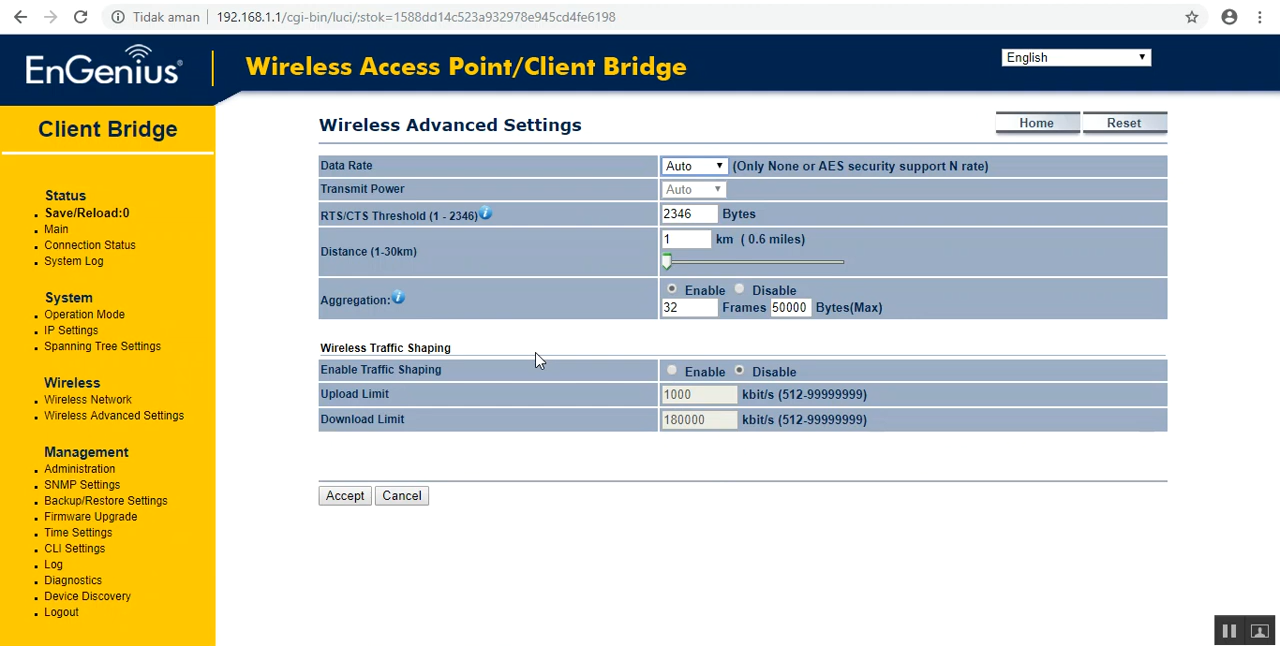 Tidak aman 192.168.1.1/cgi-bin/luci/;stok=1588dd14c523a932978e945cd4fe6198
EnGenius®
Wireless Access Point/Client Bridge
English
Client Bridge
Status
Save/Reload:0
Main
Connection Status
System Log
System
Operation Mode
IP Settings
Spanning Tree Settings
Wireless
Wireless Network
Wireless Advanced Settings
Management
Administration
SNMP Settings
Backup/Restore Settings
Firmware Upgrade
Time Settings
CLI Settings
Log
Diagnostics
Device Discovery
Logout
Wireless Advanced Settings
Home Reset
Data Rate Auto (Only None or AES security support N rate)
Transmit Power Auto
RTS/CTS Threshold (1 - 2346) 2346 Bytes
Distance (1-30km) 1 km ( 0.6 miles)
Aggregation: Enable Disable
32 Frames 50000 Bytes(Max)
Wireless Traffic Shaping
Enable Traffic Shaping Enable Disable
Upload Limit 1000 kbit/s (512-99999999)
Download Limit 180000 kbit/s (512-99999999)
Accept Cancel